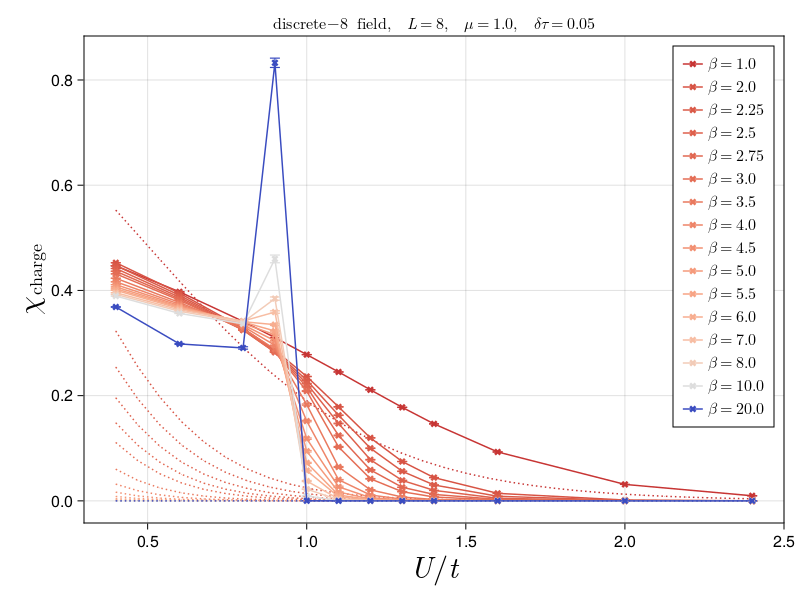 discrete−8 field, L = 8, μ = 1.0, δτ = 0.05
χcharge
0.8
0.6
0.4
0.2
0.0
0.5
1.0
1.5
2.0
2.5
U/t
β = 1.0
β = 2.0
β = 2.25
β = 2.5
β = 2.75
β = 3.0
β = 3.5
β = 4.0
β = 4.5
β = 5.0
β = 5.5
β = 6.0
β = 7.0
β = 8.0
β = 10.0
β = 20.0